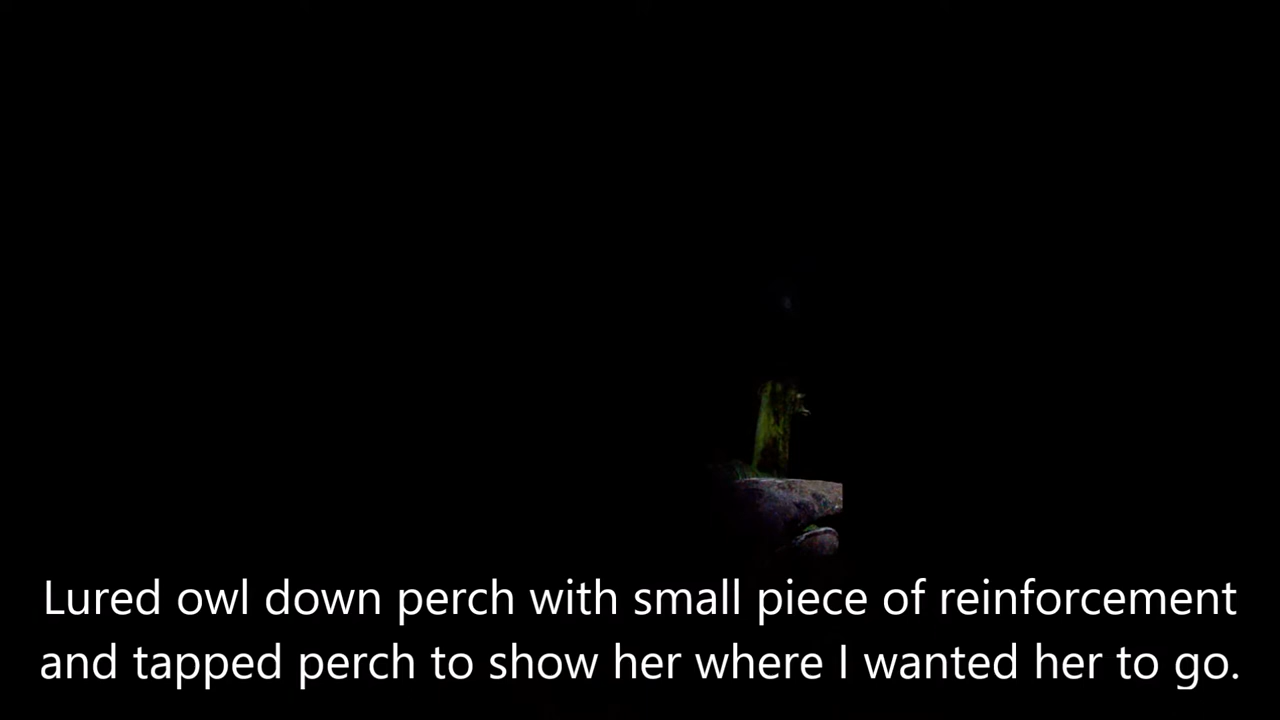 Lured owl down perch with small piece of reinforcement
and tapped perch to show her where I wanted her to go.